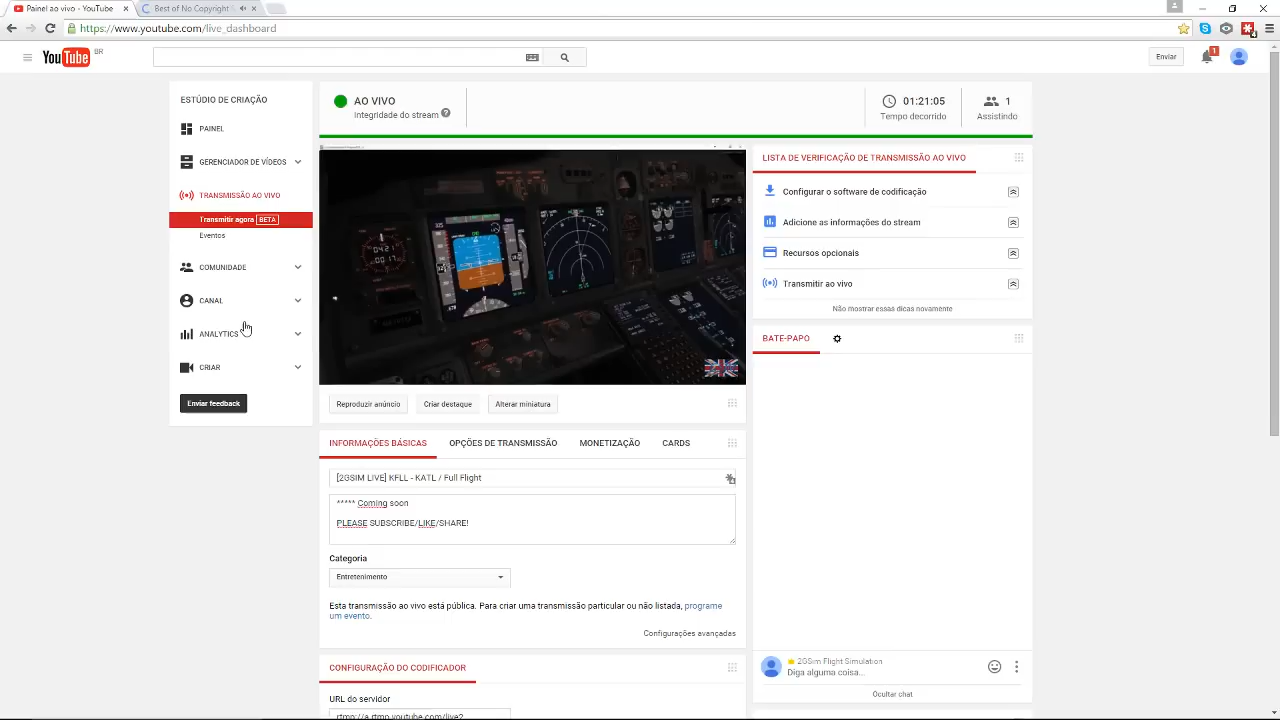 Painel ao vivo - YouTube
Best of No Copyright
https://www.youtube.com/live_dashboard
YouTube BR
Enviar
1
ESTÚDIO DE CRIAÇÃO
PAINEL
GERENCIADOR DE VÍDEOS
TRANSMISSÃO AO VIVO
Transmitir agora BETA
Eventos
COMUNIDADE
CANAL
ANALYTICS
CRIAR
Enviar feedback
AO VIVO
Integridade do stream ?
01:21:05
Tempo decorrido
1
Assistindo
Reproduzir anúncio
Criar destaque
Alterar miniatura
INFORMAÇÕES BÁSICAS
OPÇÕES DE TRANSMISSÃO
MONETIZAÇÃO
CARDS
[2GSIM LIVE] KFLL - KATL / Full Flight
***** Coming soon
PLEASE SUBSCRIBE/LIKE/SHARE!
Categoria
Entretenimento
Esta transmissão ao vivo está pública. Para criar uma transmissão particular ou não listada, programe
um evento.
Configurações avançadas
CONFIGURAÇÃO DO CODIFICADOR
URL do servidor
rtmp://a.rtmp.youtube.com/live2
LISTA DE VERIFICAÇÃO DE TRANSMISSÃO AO VIVO
Configurar o software de codificação
Adicione as informações do stream
Recursos opcionais
Transmitir ao vivo
Não mostrar essas dicas novamente
BATE-PAPO
2GSim Flight Simulation
Diga alguma coisa...
Ocultar chat